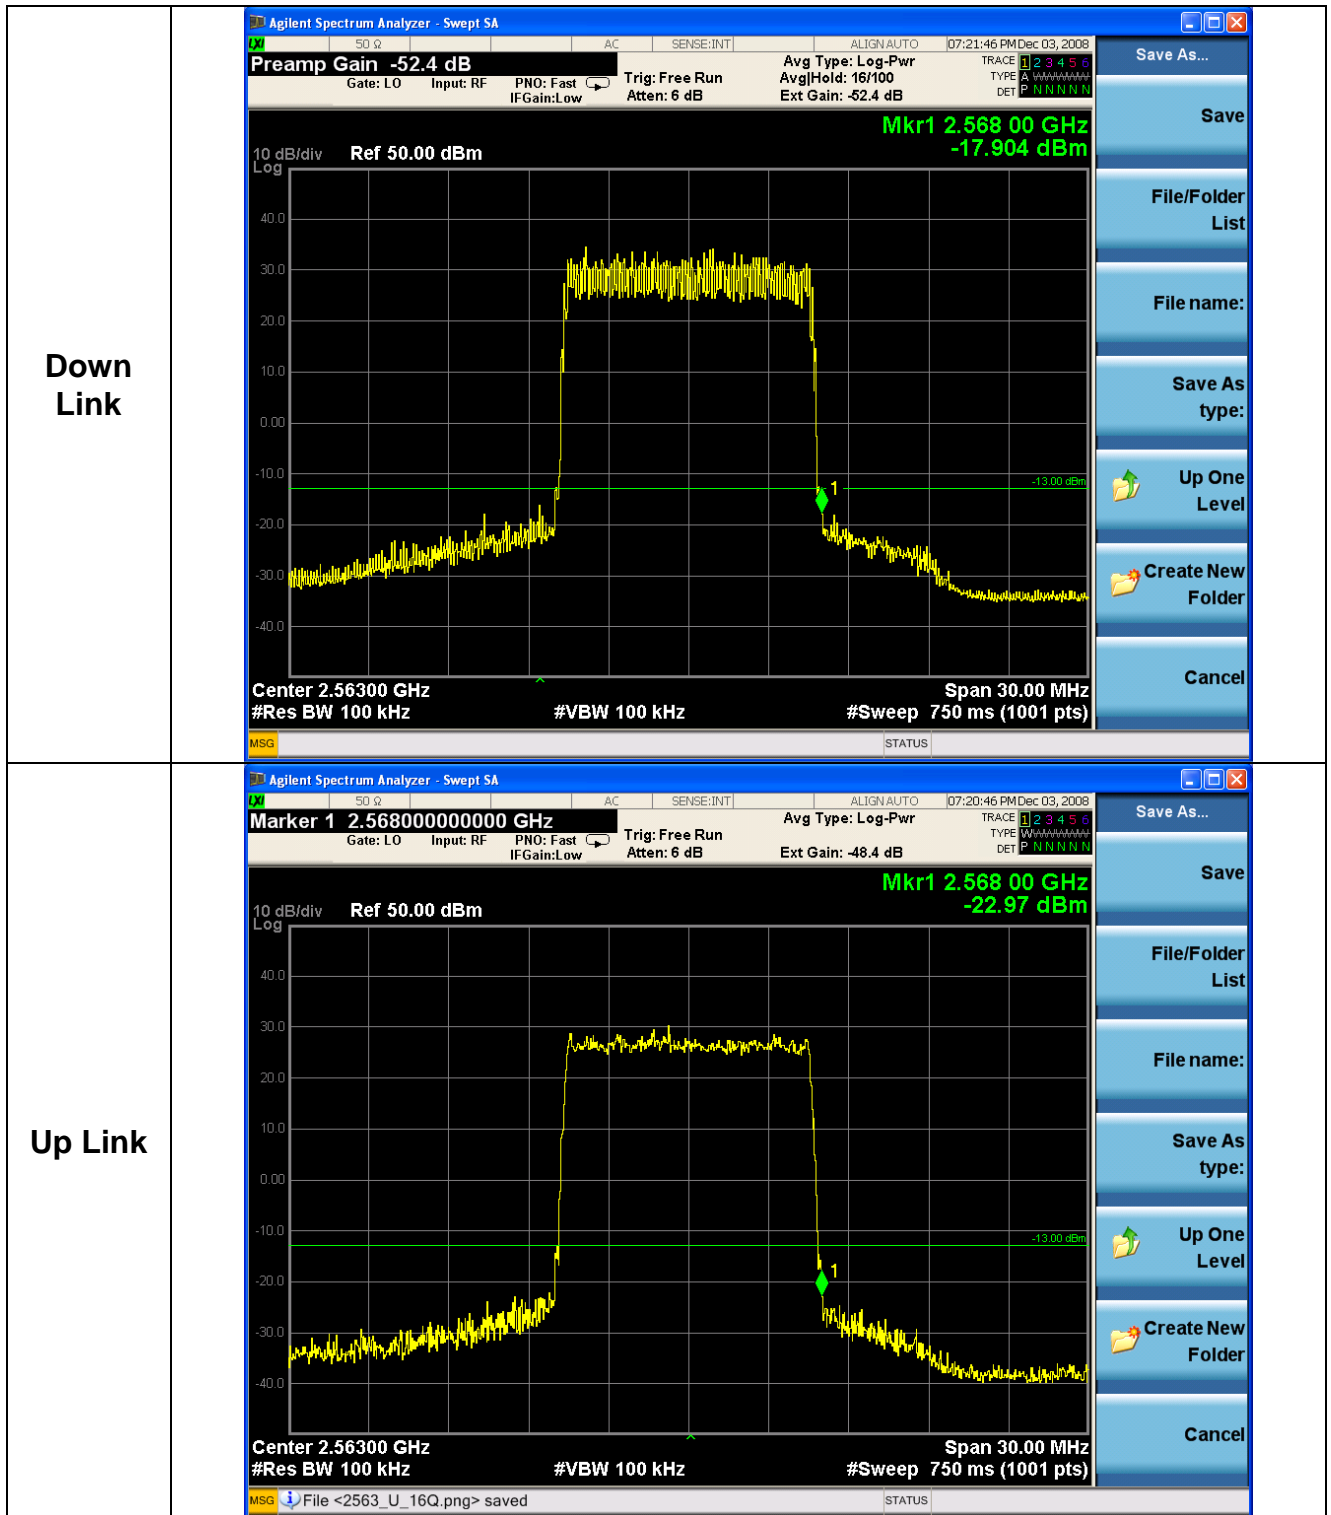 Down
Link
Agilent Spectrum Analyzer - Swept SA
LXI 50 Ω AC SENSE:INT ALIGN AUTO 07:21:46 PM Dec 03, 2008
Preamp Gain -52.4 dB
Gate: LO Input: RF PNO: Fast IFGain:Low
Trig: Free Run
Atten: 6 dB
Avg Type: Log-Pwr
Avg|Hold: 16/100
Ext Gain: -52.4 dB
TRACE 1 2 3 4 5 6
TYPE A WWWWW
DET P N N N N N
Mkr1 2.568 00 GHz
-17.904 dBm
10 dB/div Ref 50.00 dBm
Log
40.0
30.0
20.0
10.0
0.00
-10.0
-13.00 dBm
1
-20.0
-30.0
-40.0
Center 2.56300 GHz Span 30.00 MHz
#Res BW 100 kHz #VBW 100 kHz #Sweep 750 ms (1001 pts)
MSG STATUS
Save As...
Save
File/Folder
List
File name:
Save As
type:
Up One
Level
Create New
Folder
Cancel
Up Link
Agilent Spectrum Analyzer - Swept SA
LXI 50 Ω AC SENSE:INT ALIGN AUTO 07:20:46 PM Dec 03, 2008
Marker 1 2.568000000000 GHz
Gate: LO Input: RF PNO: Fast IFGain:Low
Trig: Free Run
Atten: 6 dB
Avg Type: Log-Pwr
Ext Gain: -48.4 dB
TRACE 1 2 3 4 5 6
TYPE WWWWWW
DET P N N N N N
Mkr1 2.568 00 GHz
-22.97 dBm
10 dB/div Ref 50.00 dBm
Log
40.0
30.0
20.0
10.0
0.00
-10.0
-13.00 dBm
1
-20.0
-30.0
-40.0
Center 2.56300 GHz Span 30.00 MHz
#Res BW 100 kHz #VBW 100 kHz #Sweep 750 ms (1001 pts)
MSG File <2563_U_16Q.png> saved STATUS
Save As...
Save
File/Folder
List
File name:
Save As
type:
Up One
Level
Create New
Folder
Cancel